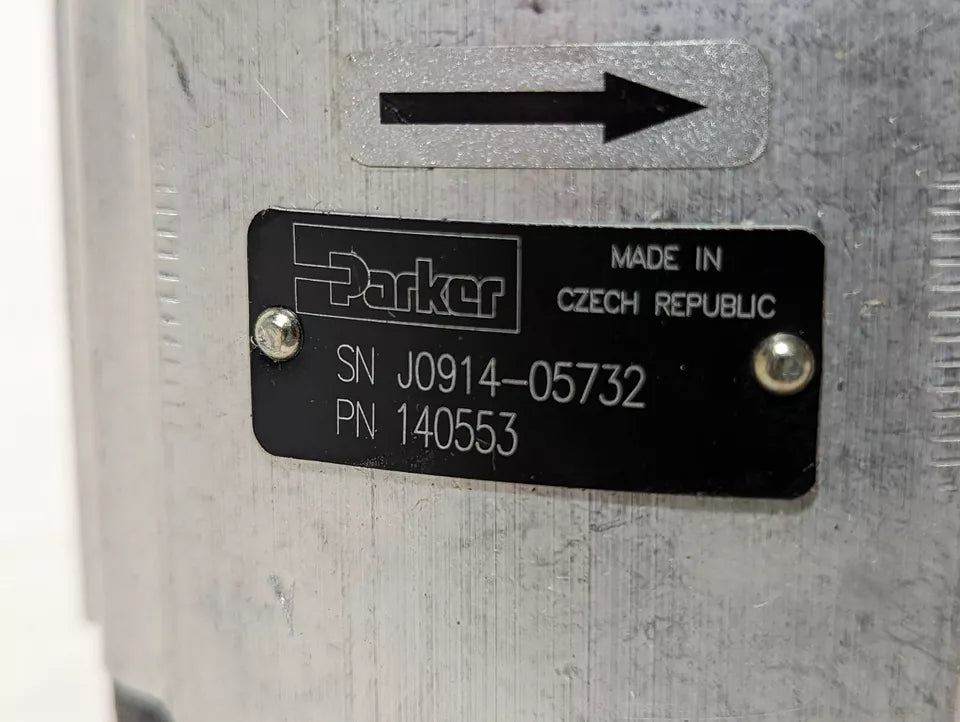 Parker
MADE IN
CZECH REPUBLIC
SN J0914-05732
PN 140553